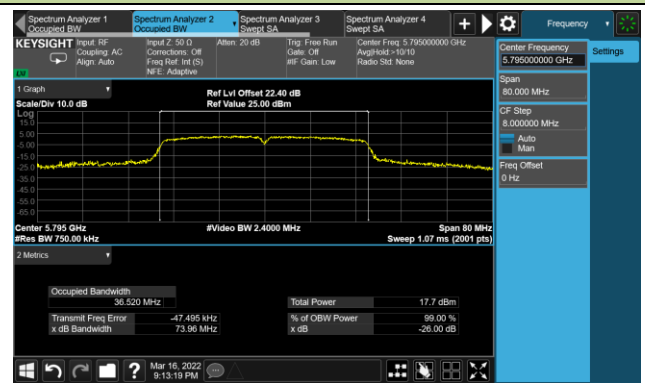 Spectrum Analyzer 1
Occupied BW
Spectrum Analyzer 2
Occupied BW
Spectrum Analyzer 3
Swept SA
Spectrum Analyzer 4
Swept SA
Frequency
KEYSIGHT
Input: RF
Coupling: AC
Align: Auto
Input Z: 50 Ω
Corrections: Off
Freq Ref: Int (S)
NFE: Adaptive
Atten: 20 dB
Trig: Free Run
Gate: Off
#IF Gain: Low
Center Freq: 5.795000000 GHz
Avg|Hold:>10/10
Radio Std: None
LXI
Center Frequency
5.795000000 GHz
Settings
Span
80.000 MHz
CF Step
8.000000 MHz
Auto
Man
Freq Offset
0 Hz
1 Graph
Scale/Div 10.0 dB
Ref Lvl Offset 22.40 dB
Ref Value 25.00 dBm
Log
15.0
5.00
-5.00
-15.0
-25.0
-35.0
-45.0
-55.0
-65.0
Center 5.795 GHz
#Video BW 2.4000 MHz
Span 80 MHz
#Res BW 750.00 kHz
Sweep 1.07 ms (2001 pts)
2 Metrics
Occupied Bandwidth
36.520 MHz
Total Power 17.7 dBm
Transmit Freq Error -47.495 kHz
% of OBW Power 99.00 %
x dB Bandwidth 73.96 MHz
x dB -26.00 dB
?
Mar 16, 2022
9:13:19 PM